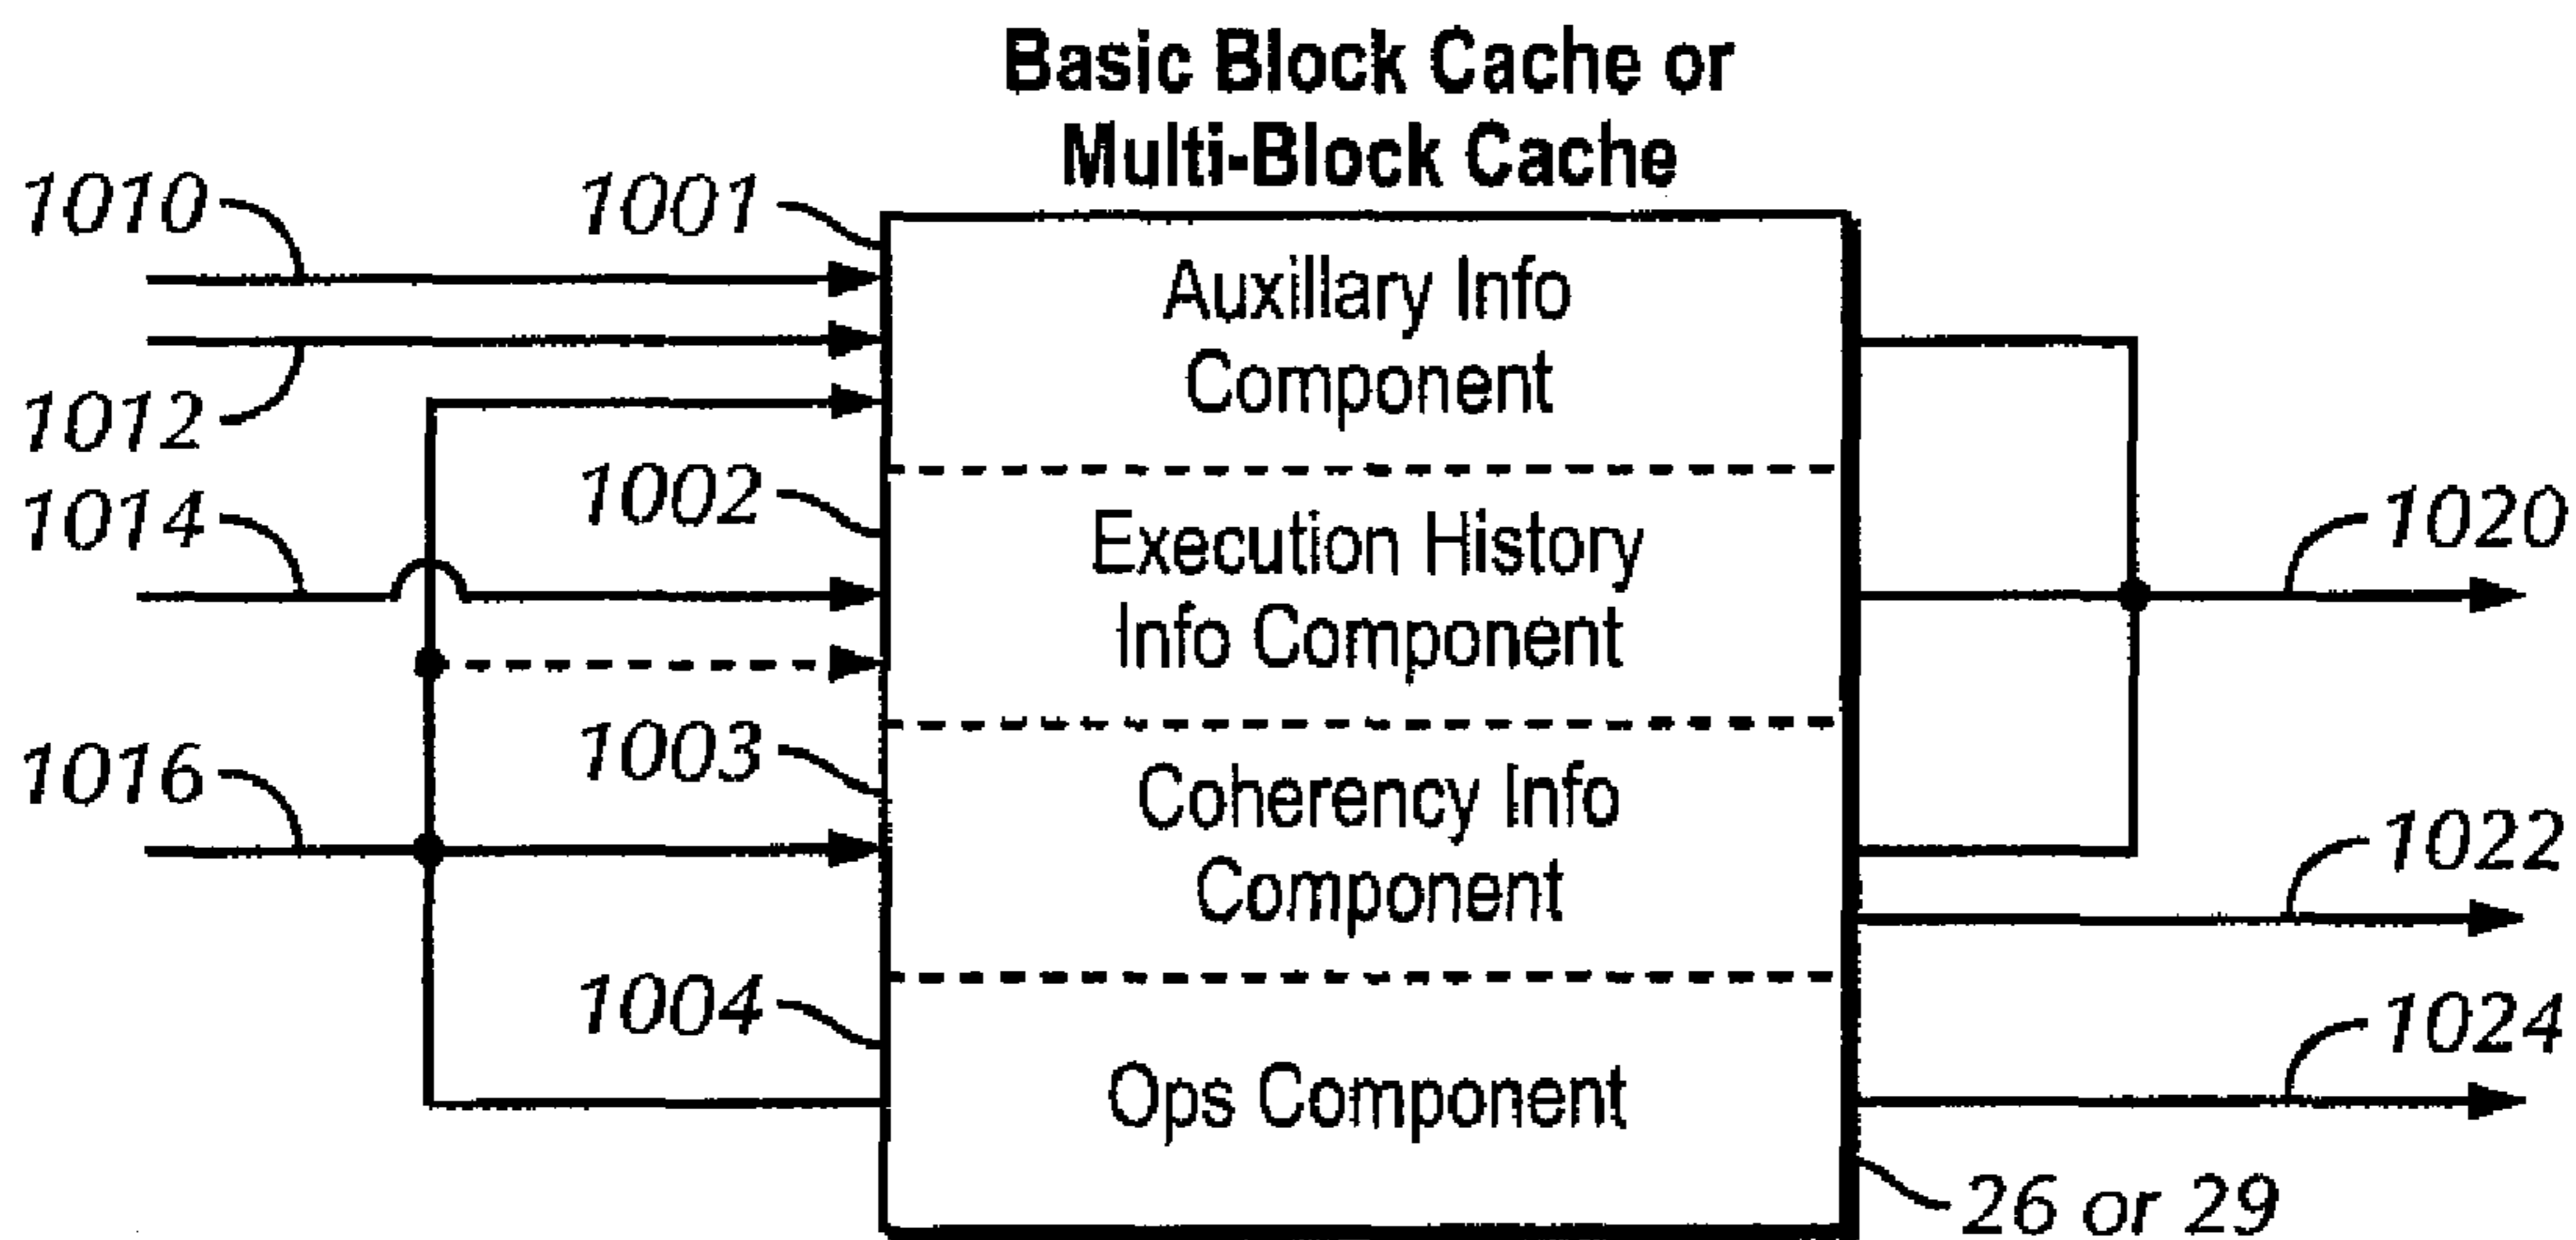 Basic Block Cache or
Multi-Block Cache
1010
1001
Auxillary Info
Component
1012
1002
1014
Execution History
Info Component
1020
1003
1016
Coherency Info
Component
1022
1004
1024
Ops Component
26 or 29